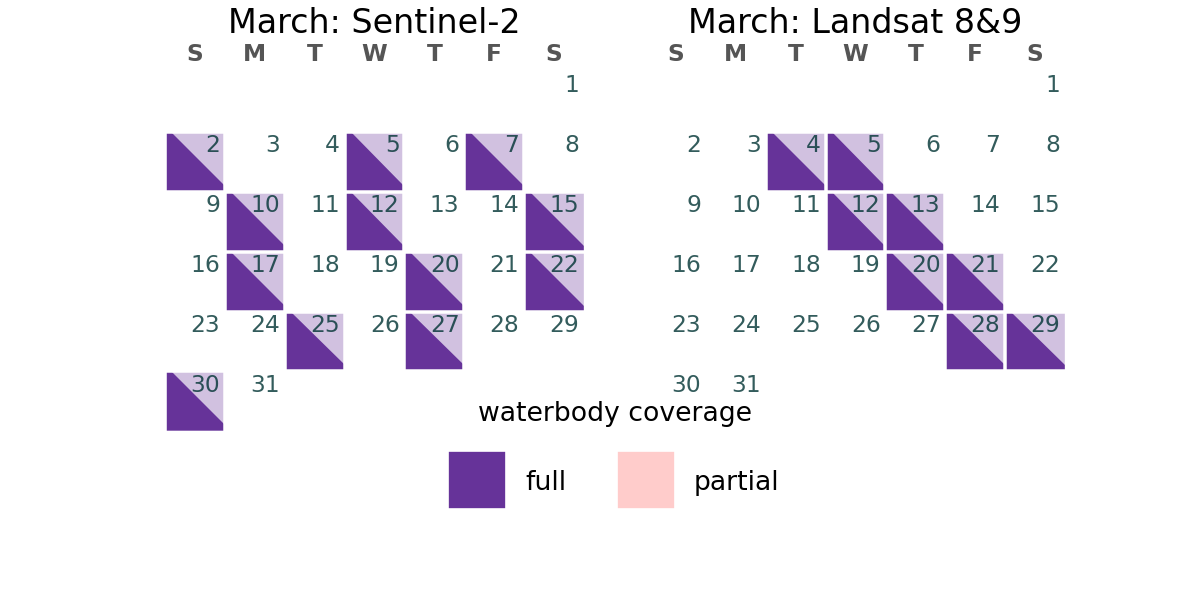 March: Sentinel-2
S M T W T F S
1
2 3 4 5 6 7 8
9 10 11 12 13 14 15
16 17 18 19 20 21 22
23 24 25 26 27 28 29
30 31
March: Landsat 8&9
S M T W T F S
1
2 3 4 5 6 7 8
9 10 11 12 13 14 15
16 17 18 19 20 21 22
23 24 25 26 27 28 29
30 31
waterbody coverage
full partial